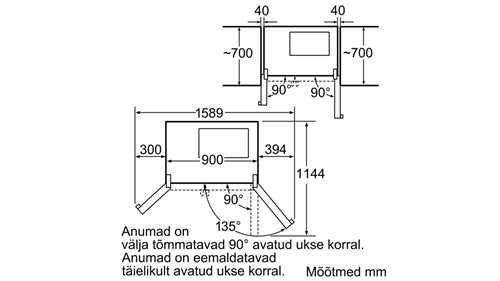 40 40
~700 ~700
90° 90°
1589
300 900 394
1144
90°
135°
Anumad on
välja tõmmatavad 90° avatud ukse korral.
Anumad on eemaldatavad
täielikult avatud ukse korral. Mõõtmed mm